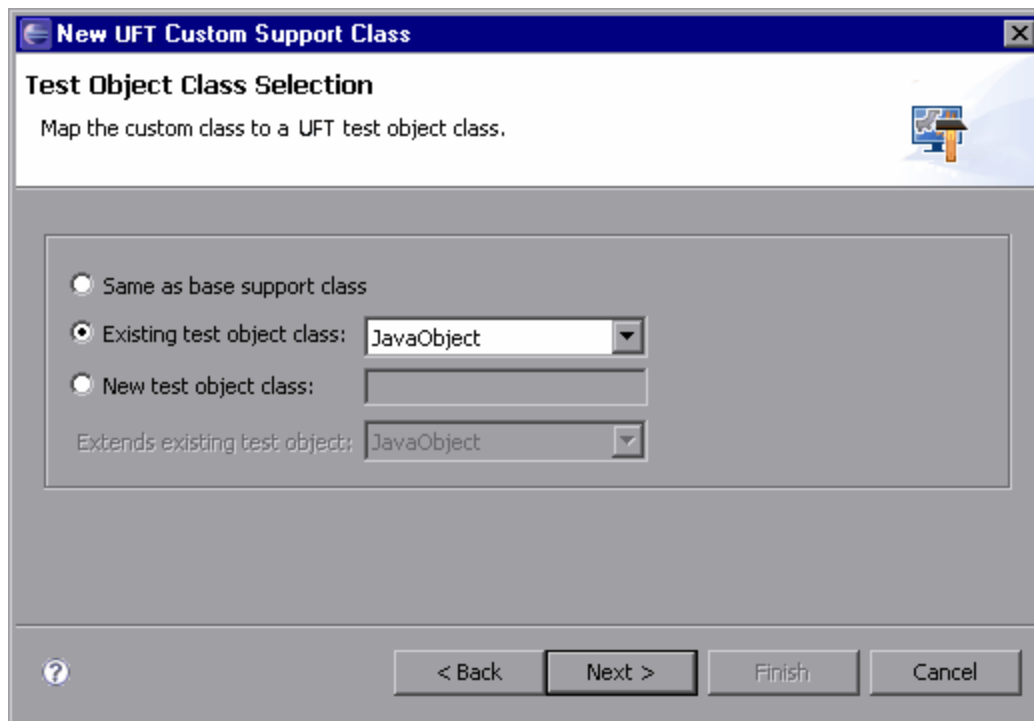 New UFT Custom Support Class
Test Object Class Selection
Map the custom class to a UFT test object class.
Same as base support class
Existing test object class: JavaObject
New test object class:
Extends existing test object: JavaObject
? < Back Next > Finish Cancel